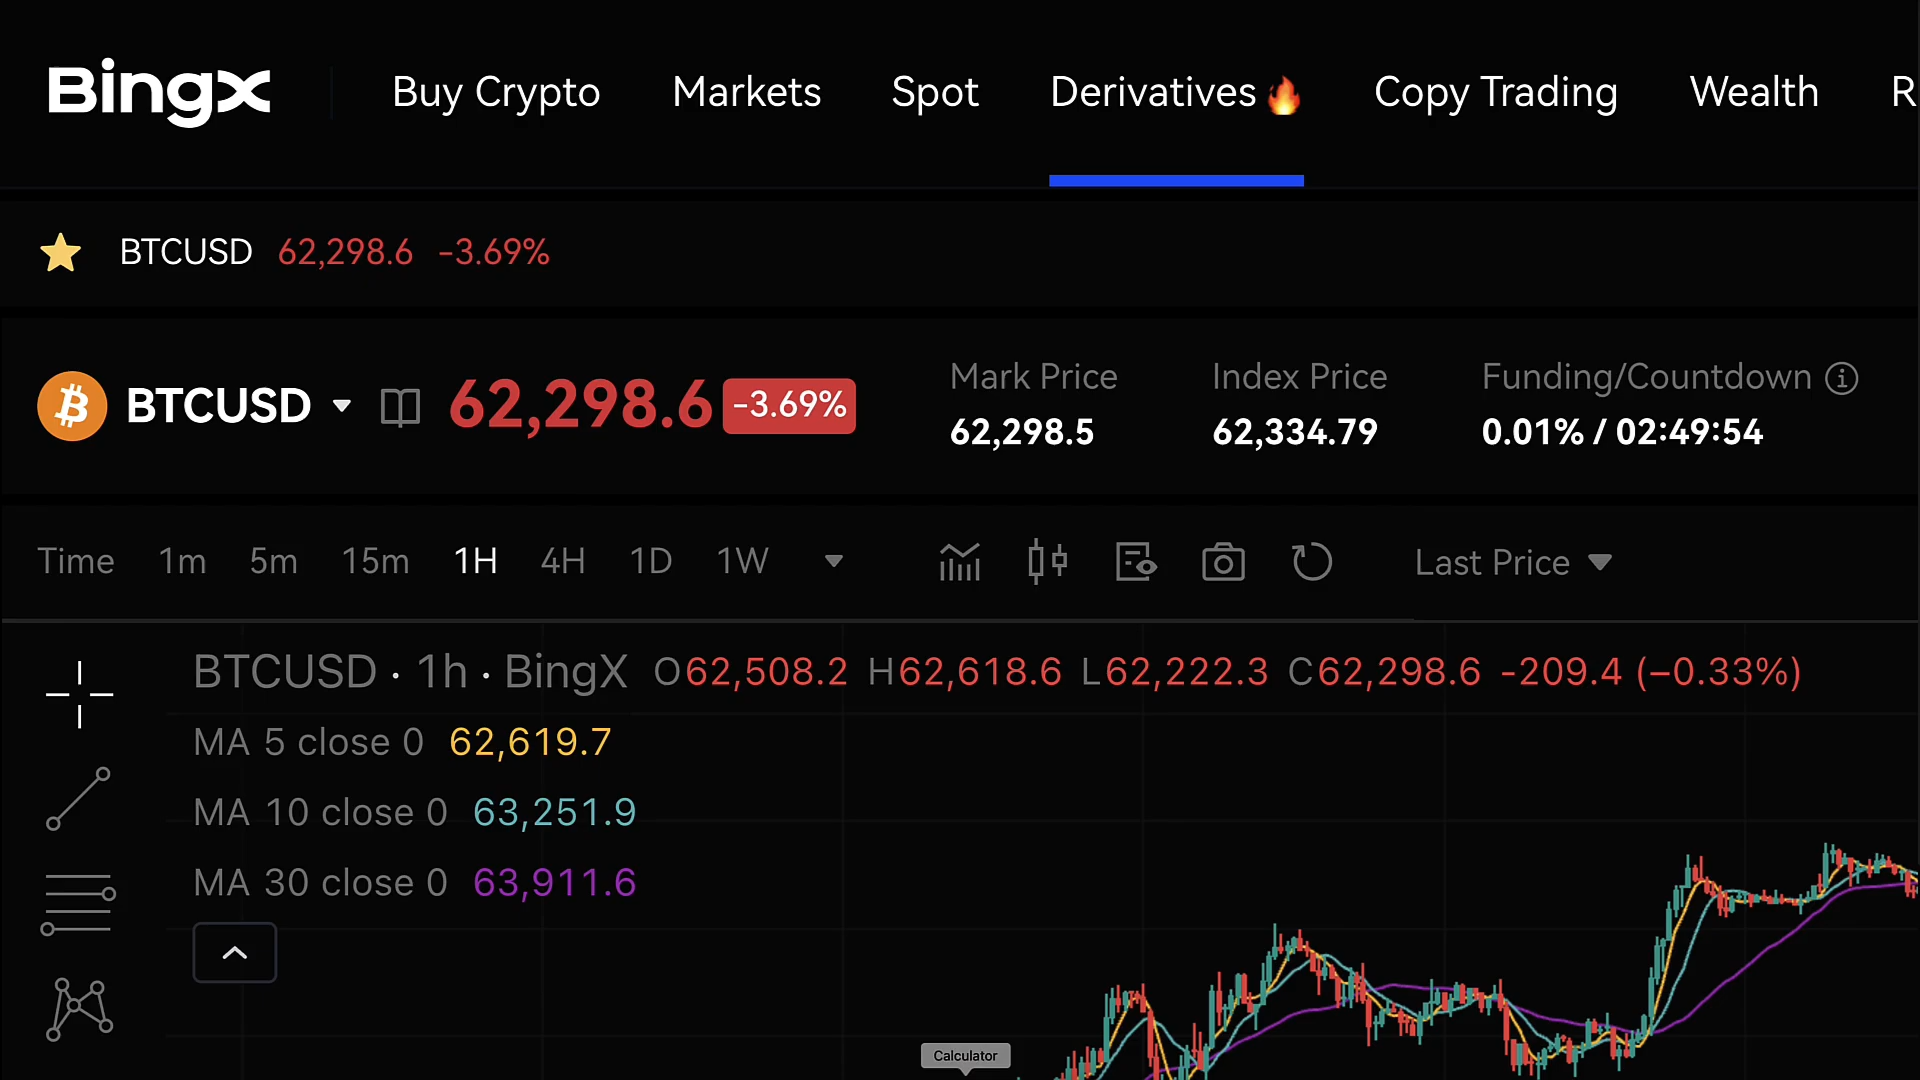 BingX Buy Crypto Markets Spot Derivatives Copy Trading Wealth R
BTCUSD 62,298.6 -3.69%
BTCUSD 62,298.6 -3.69%
Mark Price Index Price Funding/Countdown
62,298.5 62,334.79 0.01% / 02:49:54
Time 1m 5m 15m 1H 4H 1D 1W Last Price
BTCUSD · 1h · BingX O62,508.2 H62,618.6 L62,222.3 C62,298.6 -209.4 (−0.33%)
MA 5 close 0 62,619.7
MA 10 close 0 63,251.9
MA 30 close 0 63,911.6
Calculator